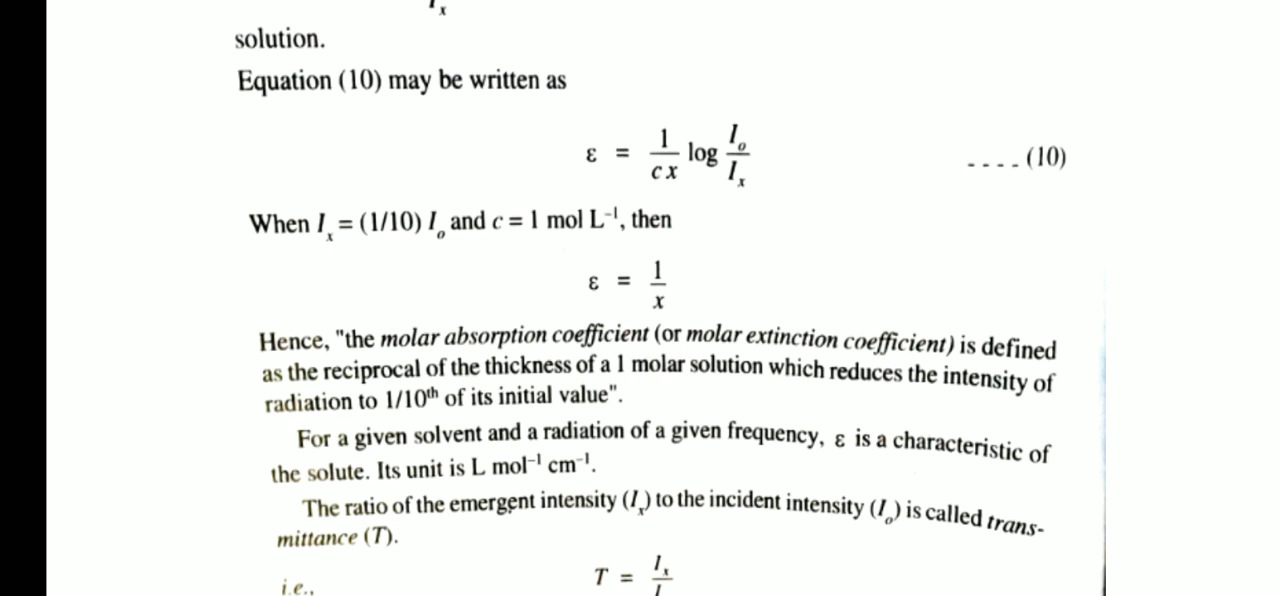 I_x
solution.
Equation (10) may be written as
ε = 1/cx log I_o/I_x ....(10)
When I_x = (1/10) I_o and c = 1 mol L⁻¹, then
ε = 1/x
Hence, "the molar absorption coefficient (or molar extinction coefficient) is defined
as the reciprocal of the thickness of a 1 molar solution which reduces the intensity of
radiation to 1/10th of its initial value".
For a given solvent and a radiation of a given frequency, ε is a characteristic of
the solute. Its unit is L mol⁻¹ cm⁻¹.
The ratio of the emergent intensity (I_x) to the incident intensity (I_o) is called trans-
mittance (T).
i.e., T = I_x/I